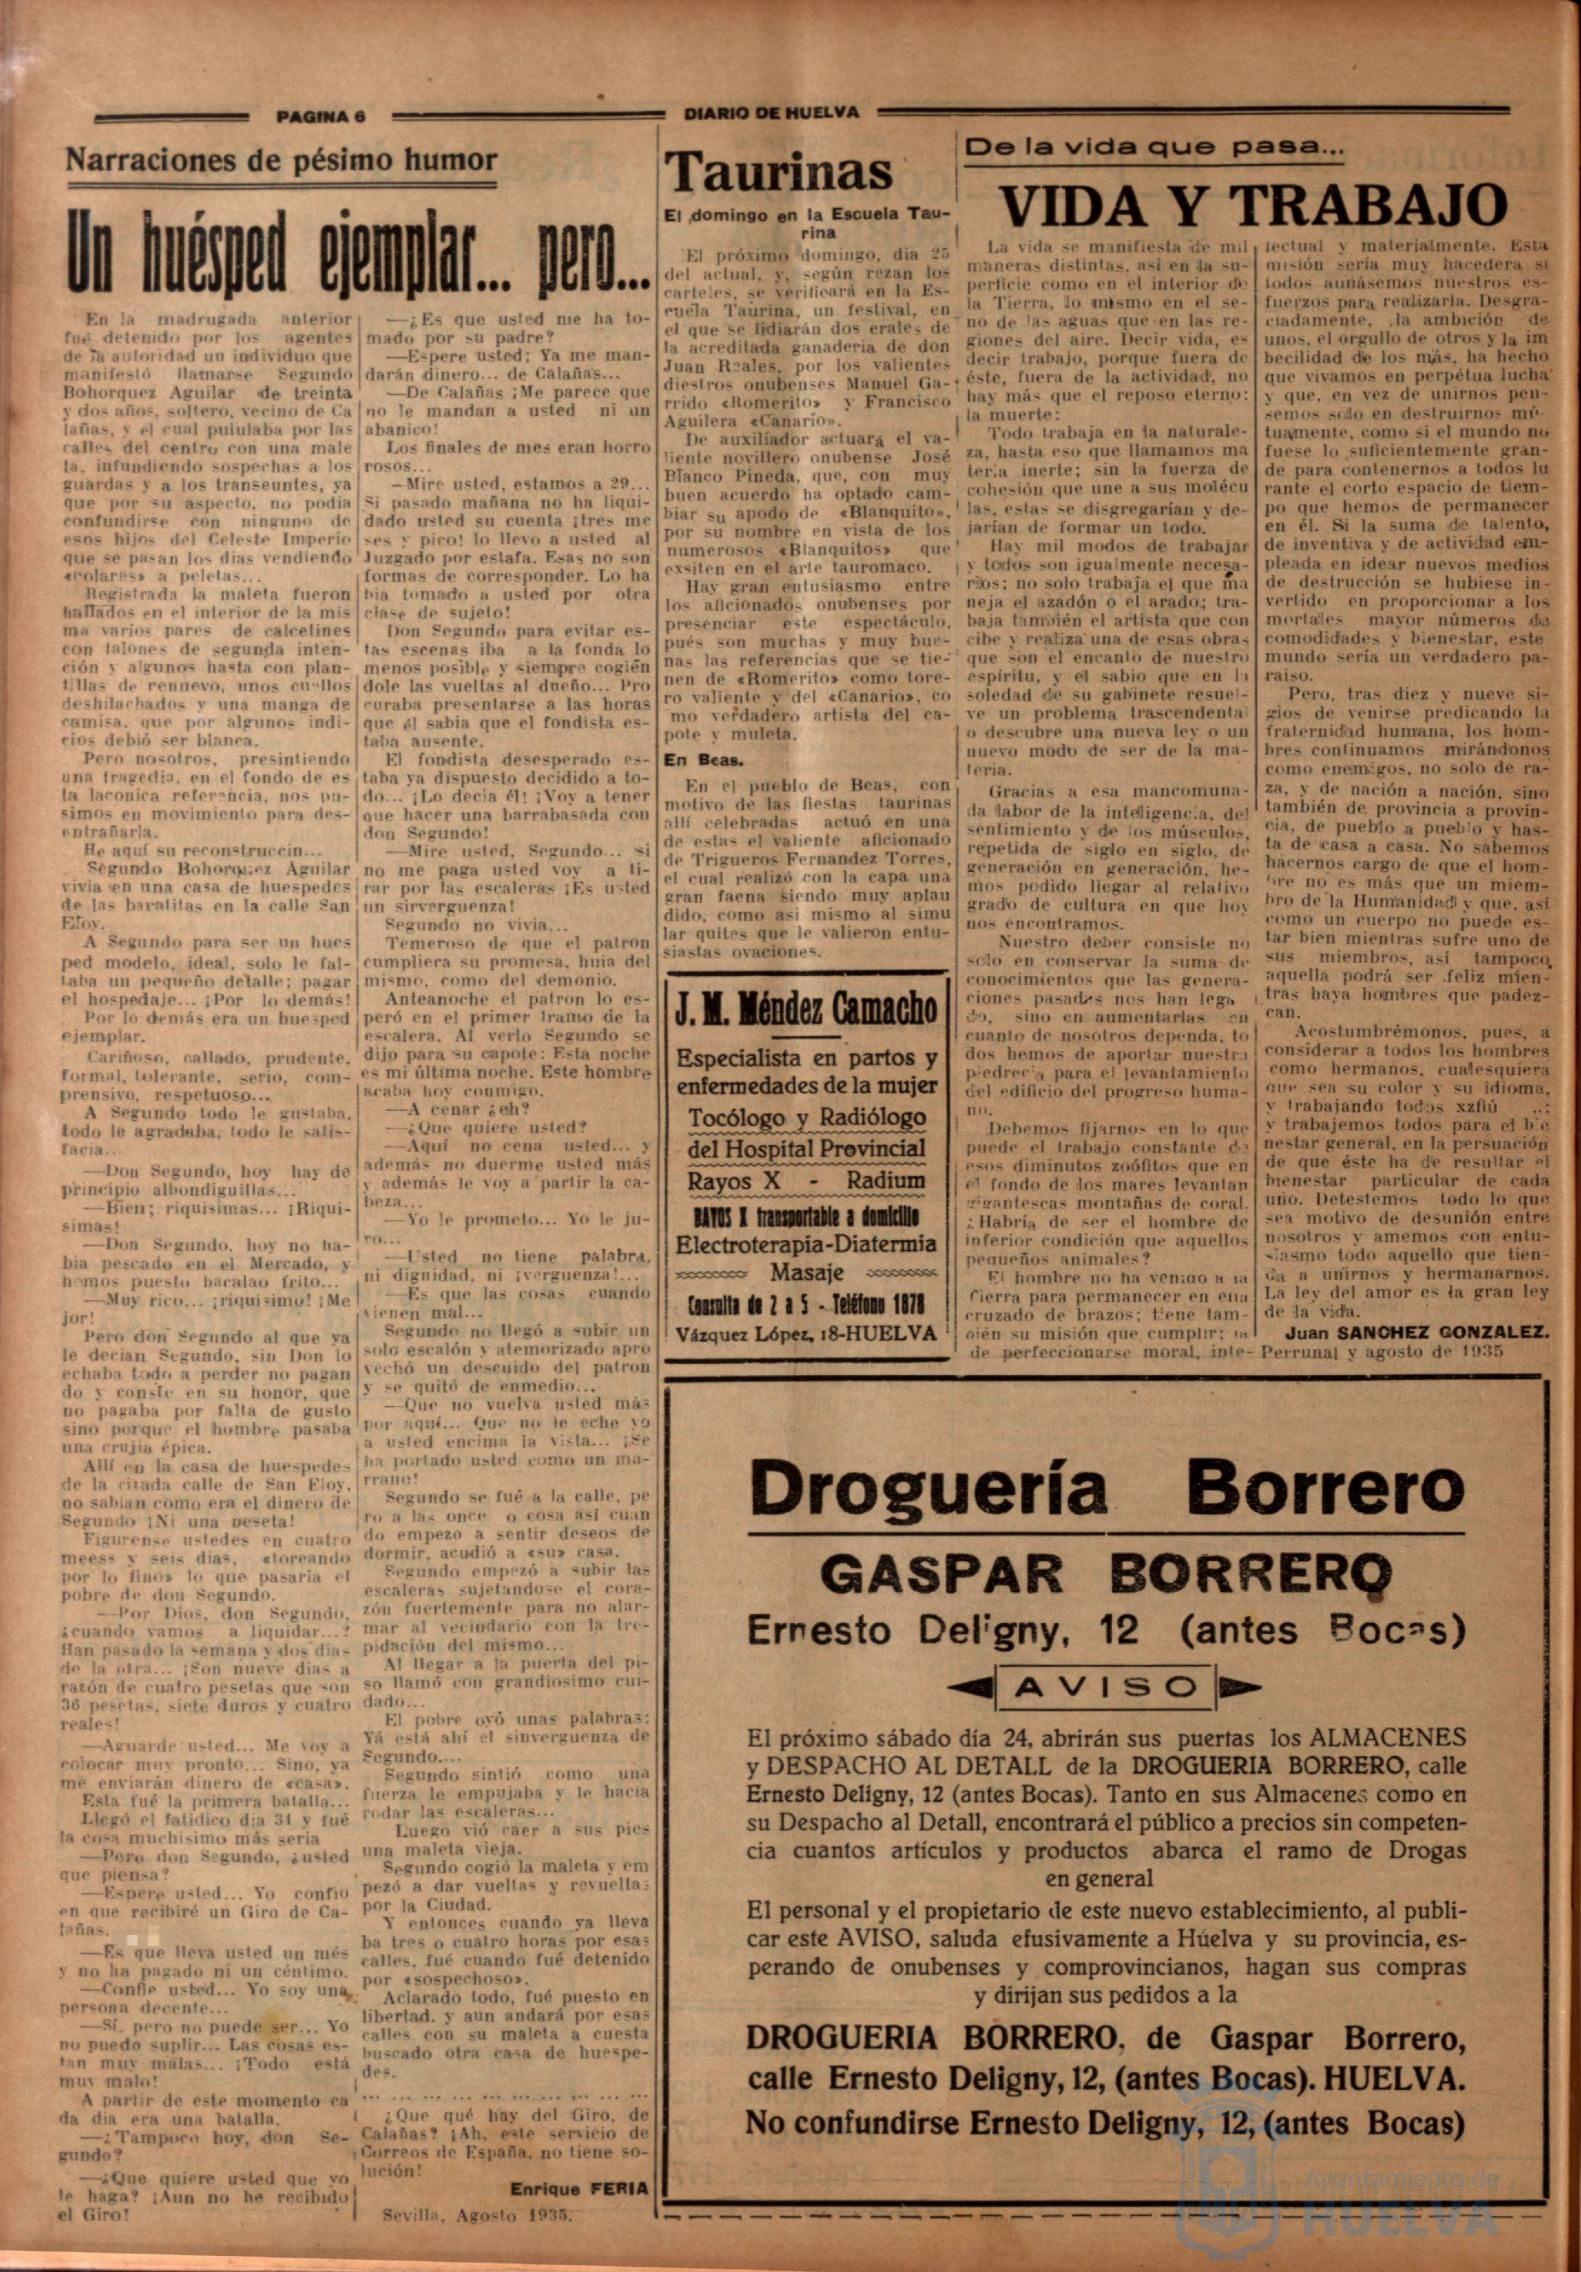 PAGINA 6
DIARIO DE HUELVA
Narraciones de pésimo humor
Un huésped ejemplar... pero...
En la madrugada anterior
fué detenido por los agentes
de la autoridad un individuo que
manifestó llamarse Segundo
Bohorquez Aguilar de treinta
y dos años, soltero, vecino de Ca
lañas, y el cual pululaba por las
calles del centro con una male
ta, infundiendo sospechas a los
guardas y a los transeuntes, ya
que por su aspecto, no podia
confundirse con ninguno de
esos hijos del Celeste Imperio
que se pasan los dias vendiendo
«colares» a peletas...
Registrada la maleta fueron
hallados en el interior de la mis
ma varios pares de calcetines
con talones de segunda inten-
ción y algunos hasta con plan-
tillas de renuevo, unos cuellos
deshilachados y una manga de
camisa, que por algunos indi-
cios debió ser blanca.
Pero nosotros, presintiendo
una tragedia, en el fondo de es
ta laconica referencia, nos pu-
simos en movimiento para des-
entrañarla.
He aquí su reconstruccin...
Segundo Bohorquez Aguilar
vivia en una casa de huespedes
de las baratitas en la calle San
Eloy.
A Segundo para ser un hues
ped modelo, ideal, solo le fal-
taba un pequeño detalle; pagar
el hospedaje... ¡Por lo demás!
Por lo demás era un huesped
ejemplar.
Cariñoso, callado, prudente,
formal, tolerante, serio, com-
prensivo, respetuoso...
A Segundo todo le gustaba,
todo le agradaba, todo le satis-
facia...
—Don Segundo, hoy hay de
principio albondiguillas...
—Bien; riquisimas... ¡Riqui-
simas!
—Don Segundo, hoy no ha-
bia pescado en el Mercado, y
hemos puesto bacalao frito...
—Muy rico... ¡riquisimo! ¡Me
jor!
Pero don Segundo al que ya
le decian Segundo, sin Don lo
echaba todo a perder no pagan
do y conste en su honor, que
no pagaba por falta de gusto
sino porque el hombre pasaba
una crujia épica.
Allí en la casa de huespedes
de la citada calle de San Eloy,
no sabian como era el dinero de
Segundo ¡Ni una peseta!
Figurense ustedes en cuatro
meess y seis dias, «toreando
por lo fino» lo que pasaria el
pobre de don Segundo.
—Por Dios, don Segundo,
¿cuando vamos a liquidar...?
Han pasado la semana y dos dias
de la otra... ¡Son nueve dias a
razón de cuatro pesetas que son
36 pesetas, siete duros y cuatro
reales!
—Aguarde usted... Me voy a
colocar muy pronto... Sino, ya
me enviarán dinero de «casa».
Esta fué la primera batalla...
Llegó el fatidico dia 31 y fué
la cosa muchisimo más seria
—Pero don Segundo, ¿usted
que piensa?
—Espere usted... Yo confio
en que recibiré un Giro de Ca-
lañas.
—Es que lleva usted un més
y no ha pagado ni un céntimo.
—Confie usted... Yo soy una
persona decente...
—Sí, pero no puede ser... Yo
no puedo suplir... Las cosas es-
tan muy malas... ¡Todo está
muy malo!
A partir de este momento ca
da dia era una batalla.
—¿Tampoco hoy, don Se-
gundo?
—¿Que quiere usted que yo
le haga? ¡Aun no he recibido
el Giro!
—¿Es que usted me ha to-
mado por su padre?
—Espere usted; Ya me man-
darán dinero... de Calañas...
—De Calañas ¡Me parece que
no le mandan a usted ni un
abanico!
Los finales de mes eran horro
rosos...
—Mire usted, estamos a 29...
Si pasado mañana no ha liqui-
dado usted su cuenta ¡tres me
ses y pico! lo llevo a usted al
Juzgado por estafa. Esas no son
formas de corresponder. Lo ha
bia tomado a usted por otra
clase de sujeto!
Don Segundo para evitar es-
tas escenas iba a la fonda lo
menos posible y siempre cogién
dole las vueltas al dueño... Pro
curaba presentarse a las horas
que él sabia que el fondista es-
taba ausente.
El fondista desesperado es-
taba ya dispuesto decidido a to-
do... ¡Lo decia él! ¡Voy a tener
que hacer una barrabasada con
don Segundo!
—Mire usted, Segundo... si
no me paga usted voy a ti-
rar por las escaleras ¡Es usted
un sirverguenza!
Segundo no vivia...
Temeroso de que el patron
cumpliera su promesa, huia del
mismo, como del demonio.
Anteanoche el patron lo es-
peró en el primer tramo de la
escalera. Al verlo Segundo se
dijo para su capote: Esta noche
es mi última noche. Este hombre
acaba hoy conmigo.
—A cenar ¿eh?
—¿Que quiere usted?
—Aquí no cena usted... y
además no duerme usted más
y además le voy a partir la ca-
beza...
—Yo le prometo... Yo le ju-
ro...
—Usted no tiene palabra,
ni dignidad, ni ¡verguenza!...
—Es que las cosas cuando
vienen mal...
Segundo no llegó a subir un
solo escalón y atemorizado apro
vechó un descuido del patron
y se quitó de enmedio...
—Que no vuelva usted más
por aquí... Que no le eche yo
a usted encima la vista... ¡Se
ha portado usted como un ma-
rrano!
Segundo se fué a la calle, pe
ro a las once o cosa así cuan
do empezo a sentir deseos de
dormir, acudió a «su» casa.
Segundo empezó a subir las
escaleras sujetandose el cora-
zón fuertemente para no alar-
mar al vecindario con la tre-
pidación del mismo...
Al llegar a la puerta del pi-
so llamó con grandiosimo cui-
dado...
El pobre oyó unas palabras:
Yá está ahí el sinverguenza de
Segundo....
Segundo sintió como una
fuerza le empujaba y le hacia
rodar las escaleras...
Luego vió caer a sus pies
una maleta vieja.
Segundo cogió la maleta y em
pezó a dar vueltas y revueltas
por la Ciudad.
Y entonces cuando ya lleva
ba tres o cuatro horas por esas
calles, fué cuando fué detenido
por «sospechoso».
Aclarado todo, fué puesto en
libertad, y aun andará por esas
calles con su maleta a cuesta
buscado otra casa de huespe-
des.
... ... ... ... ... ... ... ... ... ...
¿Que qué hay del Giro, de
Calañas? ¡Ah, este servicio de
Correos de España, no tiene so-
lución!
Enrique FERIA
Sevilla, Agosto 1935.
Taurinas
El domingo en la Escuela Tau-
rina
El próximo domingo, dia 25
del actual, y, según rezan los
carteles, se verificará en la Es-
cuela Taurina, un festival, en
el que se lidiarán dos erales de
la acreditada ganaderia de don
Juan Reales, por los valientes
diestros onubenses Manuel Ga-
rrido «Romerito» y Francisco
Aguilera «Canario».
De auxiliador actuará el va-
liente novillero onubense José
Blanco Pineda, que, con muy
buen acuerdo ha optado cam-
biar su apodo de «Blanquito»,
por su nombre en vista de los
numerosos «Blanquitos» que
exsiten en el arte tauromaco.
Hay gran entusiasmo entre
los aficionados onubenses por
presenciar este espectáculo,
pués son muchas y muy bue-
nas las referencias que se tie-
nen de «Romerito» como tore-
ro valiente y del «Canario», co
mo verdadero artista del ca-
pote y muleta.
En Beas.
En el pueblo de Beas, con
motivo de las fiestas taurinas
allí celebradas actuó en una
de estas el valiente aficionado
de Trigueros Fernandez Torres,
el cual realizó con la capa una
gran faena siendo muy aplau
dido, como asi mismo al simu
lar quites que le valieron entu-
siastas ovaciones.
J. M. Méndez Camacho
Especialista en partos y
enfermedades de la mujer
Tocólogo y Radiólogo
del Hospital Provincial
Rayos X - Radium
RAYOS X transportable a domicilio
Electroterapia-Diatermia
Masaje
Consulta de 2 a 5 - Teléfono 1878
Vázquez López, 18-HUELVA
De la vida que pasa...
VIDA Y TRABAJO
La vida se manifiesta de mil
maneras distintas, asi en la su-
perficie como en el interior de
la Tierra, lo mismo en el se-
no de las aguas que en las re-
giones del aire. Decir vida, es
decir trabajo, porque fuera de
éste, fuera de la actividad, no
hay más que el reposo eterno:
la muerte:
Todo trabaja en la naturale-
za, hasta eso que llamamos ma
teria inerte; sin la fuerza de
cohesión que une a sus molécu
las, estas se disgregarían y de-
jarían de formar un todo.
Hay mil modos de trabajar
y todos son igualmente necesa-
rios; no solo trabaja el que ma
neja el azadón o el arado; tra-
baja también el artista que con
cibe y realiza una de esas obras
que son el encanto de nuestro
espíritu, y el sabio que en la
soledad de su gabinete resuel-
ve un problema trascendental
o descubre una nueva ley o un
nuevo modo de ser de la ma-
teria.
Gracias a esa mancomuna-
da labor de la inteligencia, del
sentimiento y de los músculos,
repetida de siglo en siglo, de
generación en generación, he-
mos podido llegar al relativo
grado de cultura en que hoy
nos encontramos.
Nuestro deber consiste no
solo en conservar la suma de
conocimientos que las genera-
ciones pasades nos han lega
do, sino en aumentarlas en
cuanto de nosotros dependa, to
dos hemos de aportar nuestra
piedrecia para el levantamiento
del edificio del progreso huma-
no.
Debemos fijarnos en lo que
puede el trabajo constante de
esos diminutos zoófitos que en
el fondo de los mares levantan
gigantescas montañas de coral.
¿Habría de ser el hombre de
inferior condición que aquellos
pequeños animales?
El hombre no ha venido a la
Tierra para permanecer en ella
cruzado de brazos; tiene tam-
bién su misión que cumplir; la
de perfeccionarse moral, inte-
lectual y materialmente. Esta
misión sería muy hacedera si
todos aunásemos nuestros es-
fuerzos para realizarla. Desgra-
ciadamente, la ambición de
unos, el orgullo de otros y la im
becilidad de los más, ha hecho
que vivamos en perpétua lucha
y que, en vez de unirnos pen-
semos solo en destruirnos mú-
tuamente, como si el mundo no
fuese lo suficientemente gran-
de para contenernos a todos lu
rante el corto espacio de tiem-
po que hemos de permanecer
en él. Si la suma de talento,
de inventiva y de actividad em-
pleada en idear nuevos medios
de destrucción se hubiese in-
vertido en proporcionar a los
mortales mayor números de
comodidades y bienestar, este
mundo sería un verdadero pa-
raiso.
Pero, tras diez y nueve si-
glos de venirse predicando la
fraternidad humana, los hom-
bres continuamos mirándonos
como enemigos, no solo de ra-
za, y de nación a nación, sino
también de provincia a provin-
cia, de pueblo a pueblo y has-
ta de casa a casa. No sabemos
hacernos cargo de que el hom-
bre no es más que un miem-
bro de la Humanidad y que, así
como un cuerpo no puede es-
tar bien mientras sufre uno de
sus miembros, así tampoco
aquella podrá ser feliz mien-
tras haya hombres que padez-
can.
Acostumbrémonos, pues, a
considerar a todos los hombres
como hermanos, cualesquiera
que sea su color y su idioma,
y trabajando todos xzfiú ..:
y trabajemos todos para el bie
nestar general, en la persuación
de que éste ha de resultar el
bienestar particular de cada
uno. Detestemos todo lo que
sea motivo de desunión entre
nosotros y amemos con entu-
siasmo todo aquello que tien-
da a unirnos y hermanarnos.
La ley del amor es la gran ley
de la vida.
Juan SANCHEZ GONZALEZ.
Perrunal y agosto de 1935
Droguería Borrero
GASPAR BORRERO
Ernesto Deligny, 12 (antes Bocas)
AVISO
El próximo sábado día 24, abrirán sus puertas los ALMACENES
y DESPACHO AL DETALL de la DROGUERIA BORRERO, calle
Ernesto Deligny, 12 (antes Bocas). Tanto en sus Almacenes como en
su Despacho al Detall, encontrará el público a precios sin competen-
cia cuantos artículos y productos abarca el ramo de Drogas
en general
El personal y el propietario de este nuevo establecimiento, al publi-
car este AVISO, saluda efusivamente a Huelva y su provincia, es-
perando de onubenses y comprovincianos, hagan sus compras
y dirijan sus pedidos a la
DROGUERIA BORRERO, de Gaspar Borrero,
calle Ernesto Deligny, 12, (antes Bocas). HUELVA.
No confundirse Ernesto Deligny, 12, (antes Bocas)
Ayuntamiento de
HUELVA